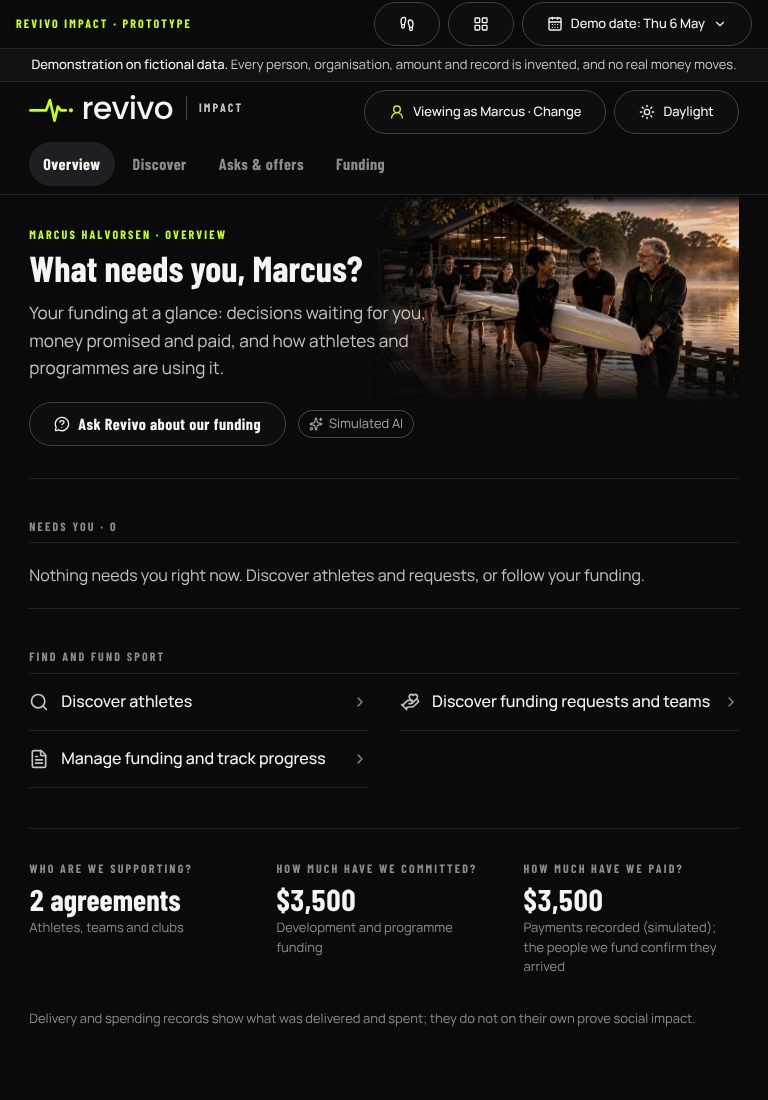 REVIVO IMPACT · PROTOTYPE
Demo date: Thu 6 May
Demonstration on fictional data. Every person, organisation, amount and record is invented, and no real money moves.
revivo
IMPACT
Viewing as Marcus · Change
Daylight
Overview
Discover
Asks & offers
Funding
MARCUS HALVORSEN · OVERVIEW
What needs you, Marcus?
Your funding at a glance: decisions waiting for you,
money promised and paid, and how athletes and
programmes are using it.
Ask Revivo about our funding
Simulated AI
NEEDS YOU · 0
Nothing needs you right now. Discover athletes and requests, or follow your funding.
FIND AND FUND SPORT
Discover athletes
Discover funding requests and teams
Manage funding and track progress
WHO ARE WE SUPPORTING?
2 agreements
Athletes, teams and clubs
HOW MUCH HAVE WE COMMITTED?
$3,500
Development and programme
funding
HOW MUCH HAVE WE PAID?
$3,500
Payments recorded (simulated);
the people we fund confirm they
arrived
Delivery and spending records show what was delivered and spent; they do not on their own prove social impact.